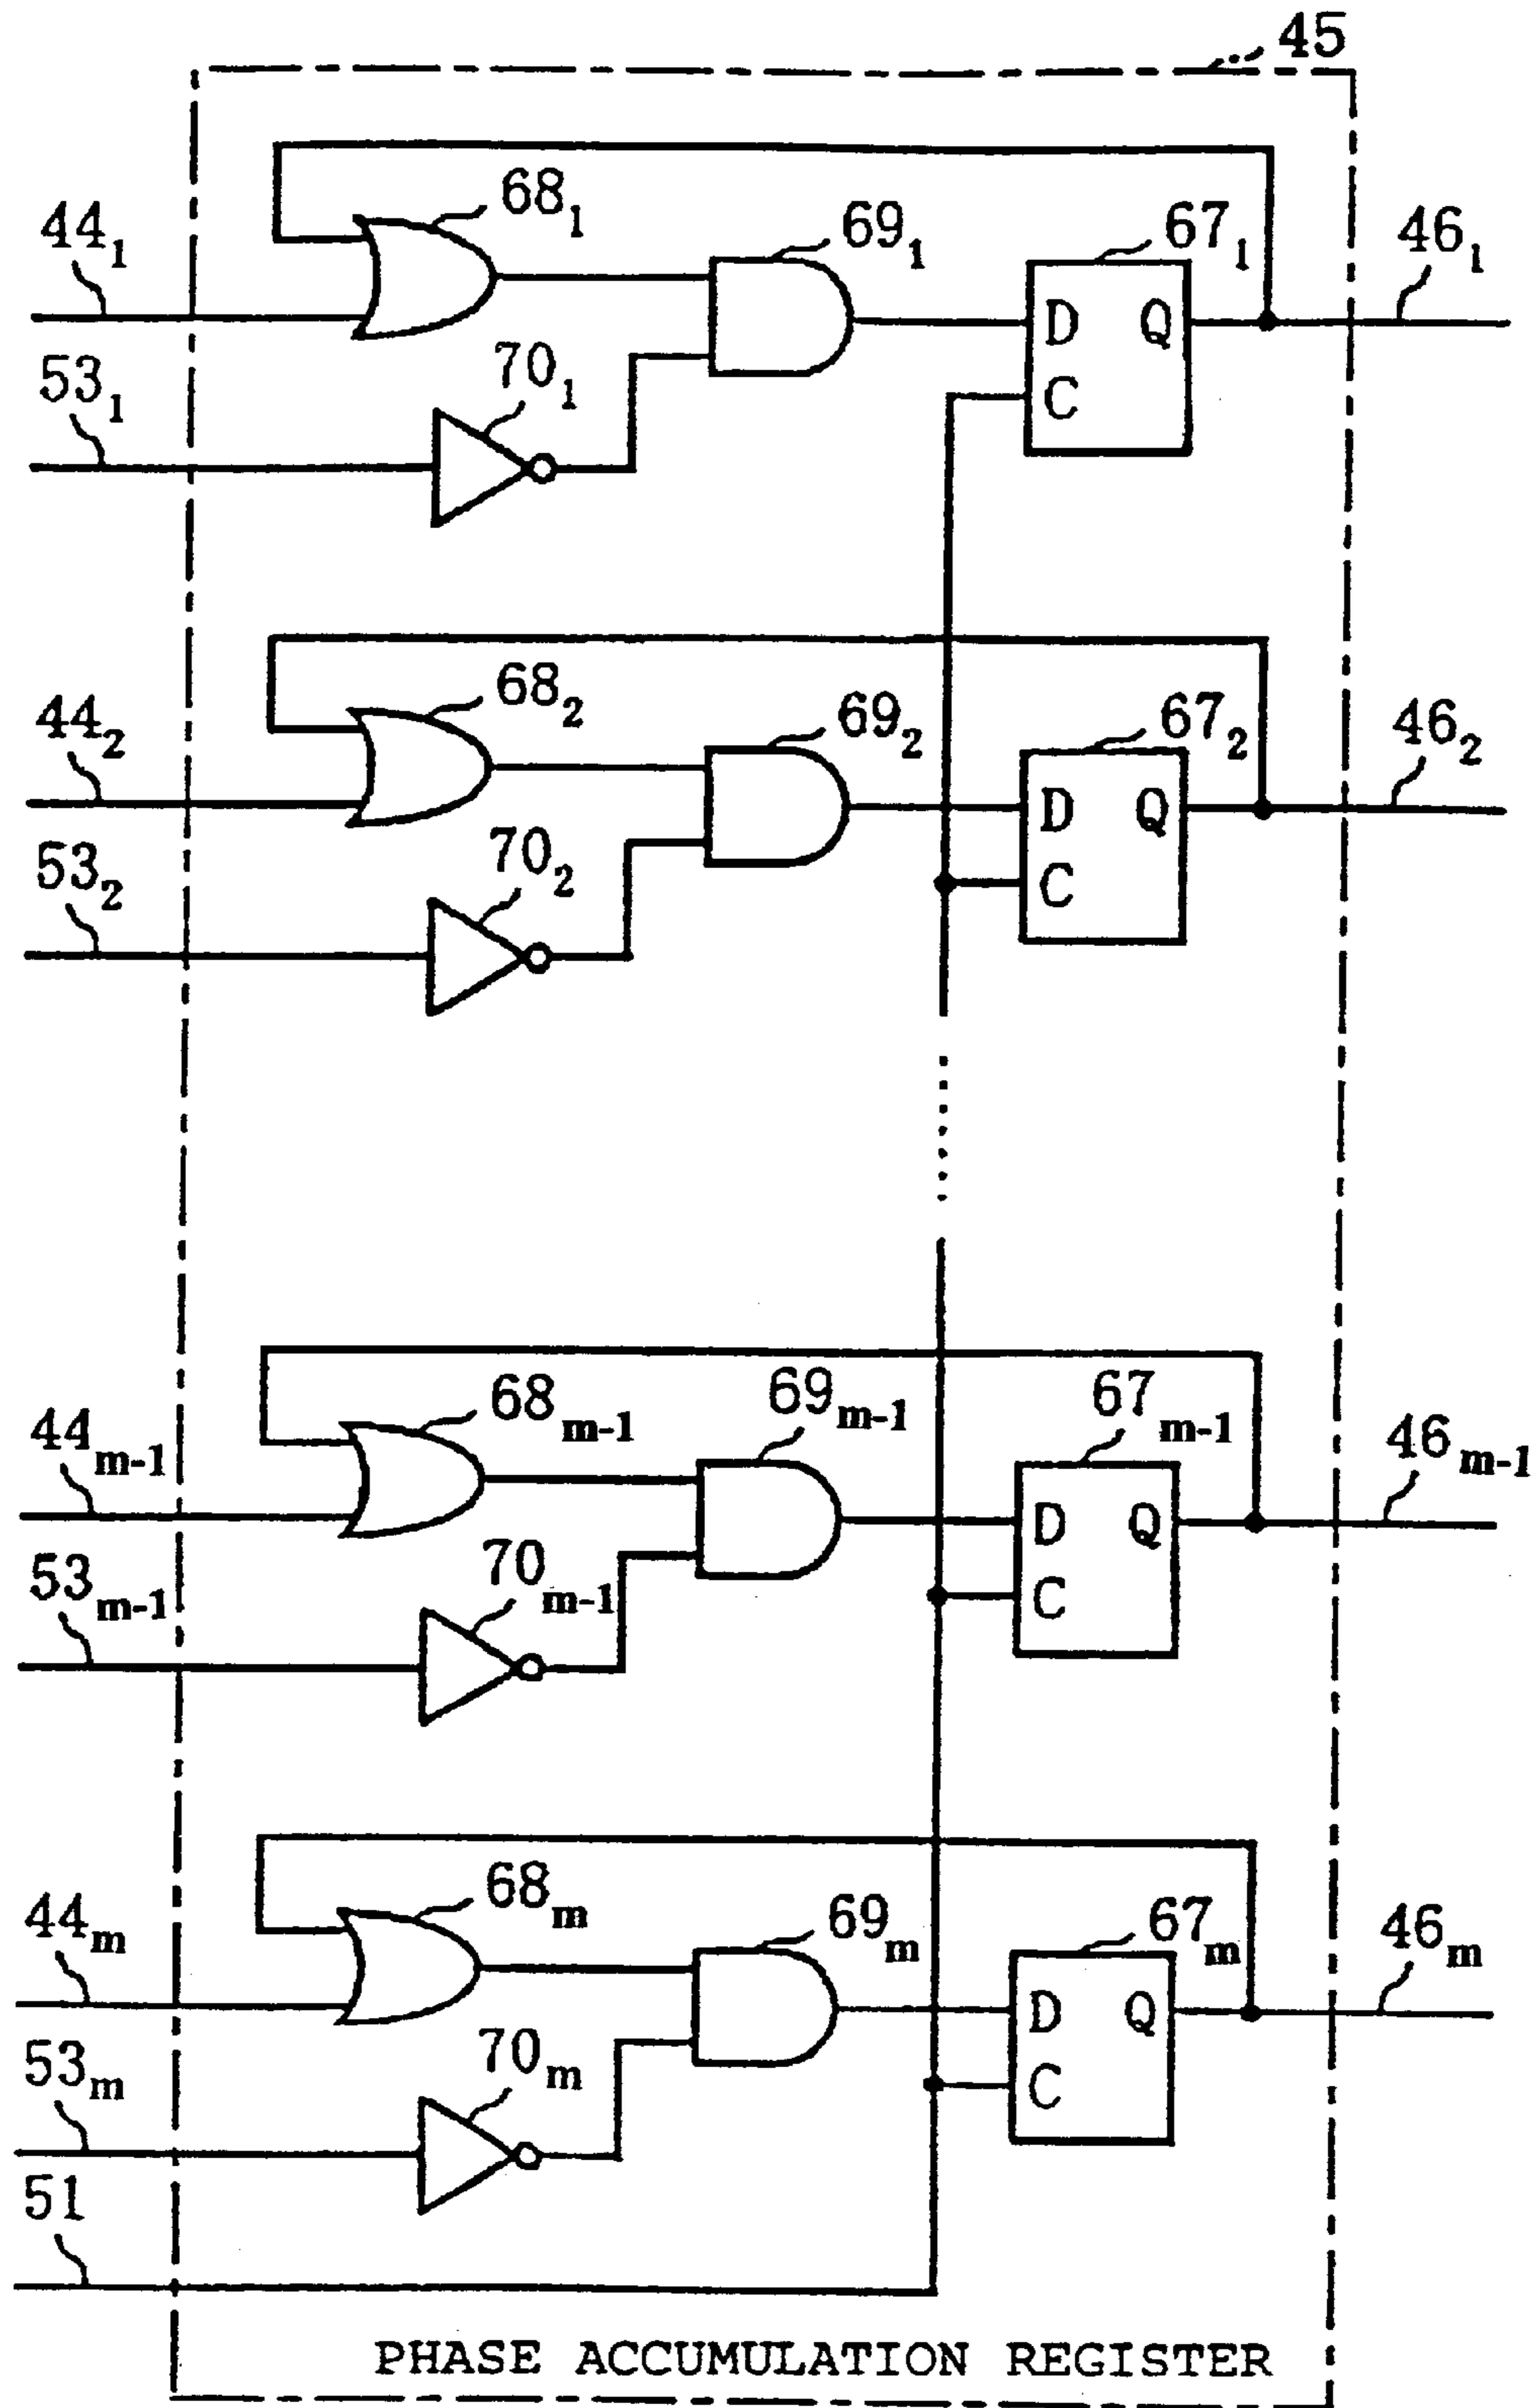 45
68₁
69₁
67₁
44₁
46₁
D Q
C
70₁
53₁
68₂
69₂
67₂
44₂
46₂
D Q
C
70₂
53₂
68m-1
69m-1
67m-1
44m-1
46m-1
D Q
C
70m-1
53m-1
68m
69m
67m
44m
46m
D Q
C
70m
53m
51
PHASE ACCUMULATION REGISTER